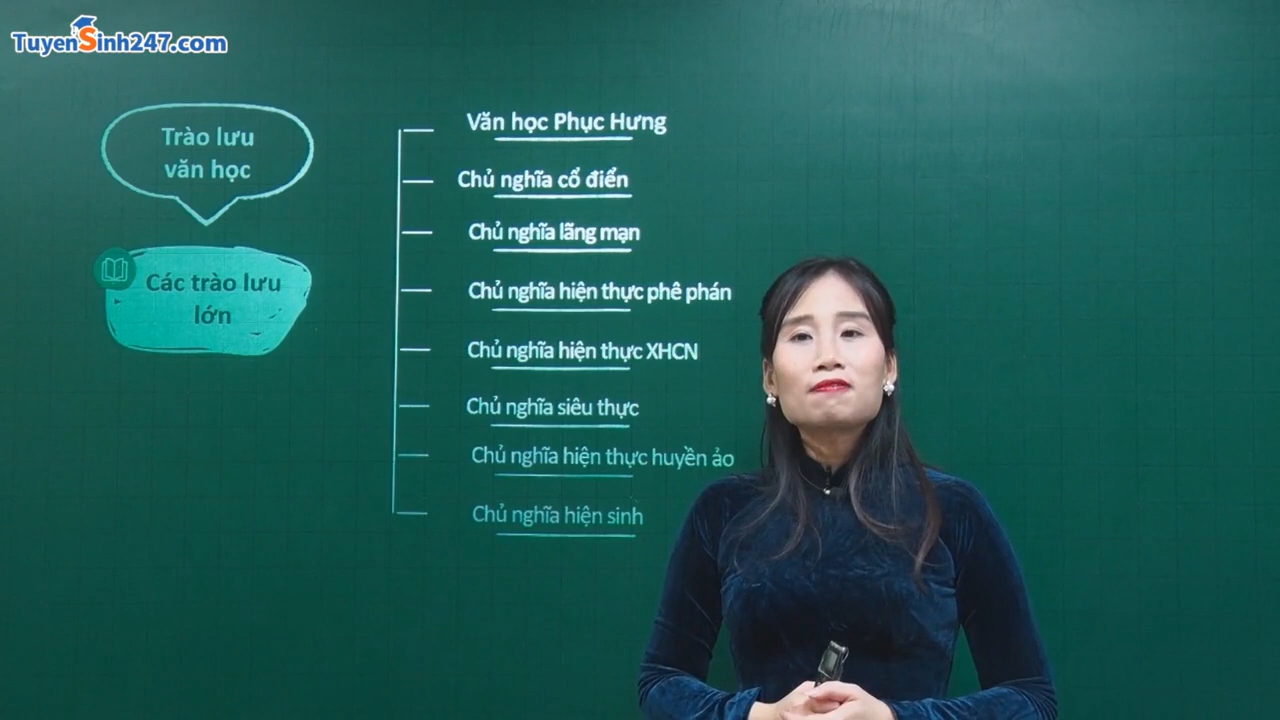 TuyenSinh247.com
Trào lưu
văn học
Các trào lưu
lớn
Văn học Phục Hưng
Chủ nghĩa cổ điển
Chủ nghĩa lãng mạn
Chủ nghĩa hiện thực phê phán
Chủ nghĩa hiện thực XHCN
Chủ nghĩa siêu thực
Chủ nghĩa hiện thực huyền ảo
Chủ nghĩa hiện sinh